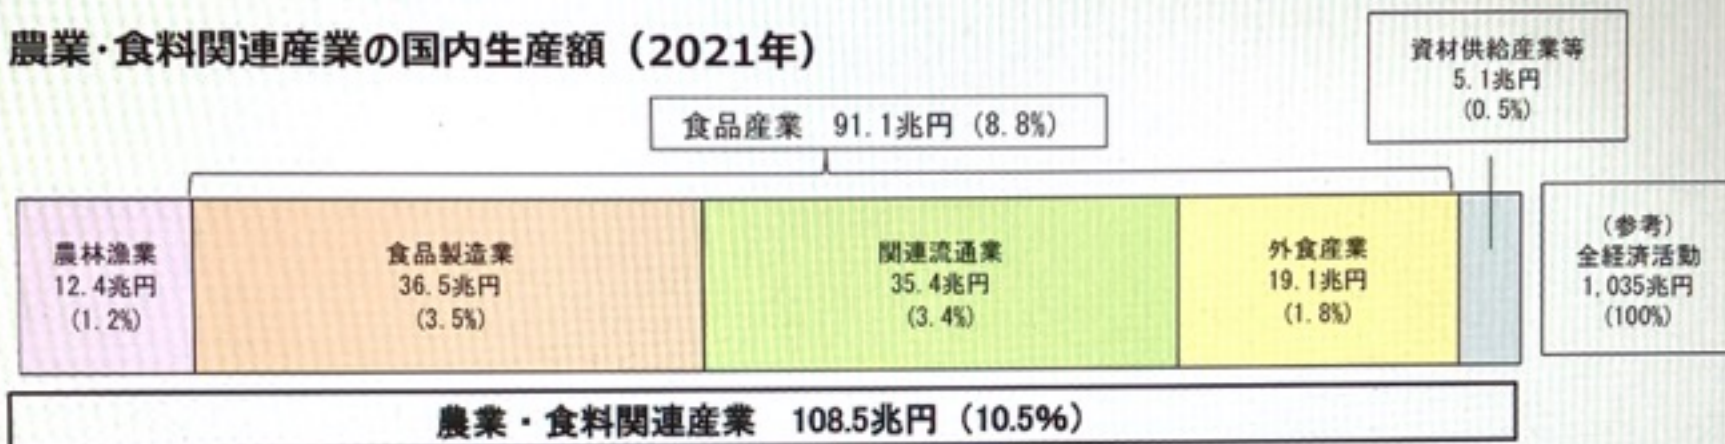 農業・食料関連産業の国内生産額（2021年）
資材供給産業等
5.1兆円
(0.5%)
食品産業　91.1兆円 (8.8%)
農林漁業
12.4兆円
(1.2%)
食品製造業
36.5兆円
(3.5%)
関連流通業
35.4兆円
(3.4%)
外食産業
19.1兆円
(1.8%)
(参考)
全経済活動
1,035兆円
(100%)
農業・食料関連産業　108.5兆円（10.5%）